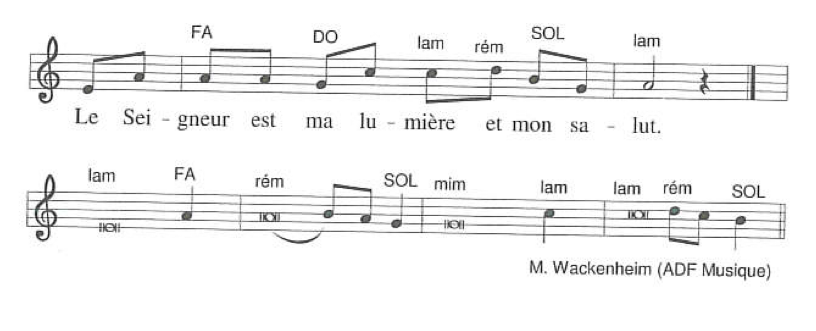 FA DO lam rém SOL lam
Le Sei - gneur est ma lu - mière et mon sa - lut.
lam FA rém SOL mim lam lam rém SOL
M. Wackenheim (ADF Musique)